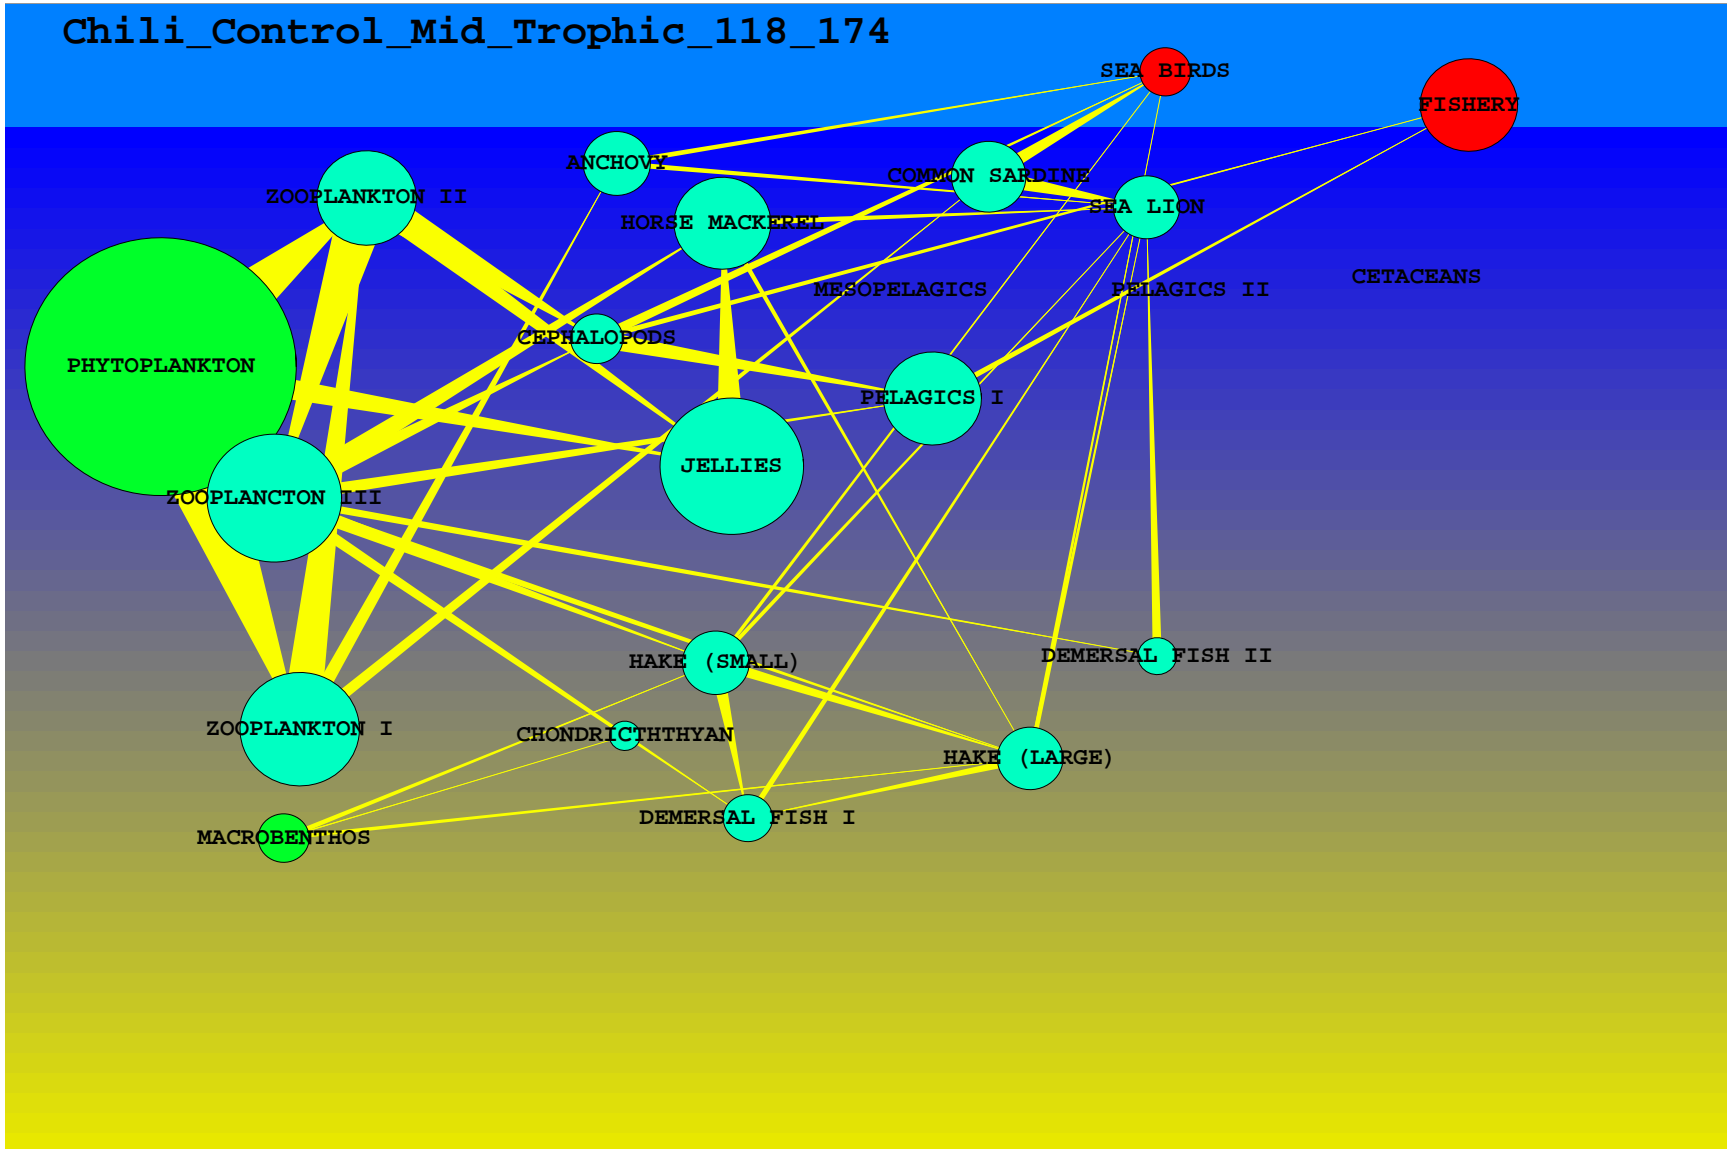 Chili_Control_Mid_Trophic_118_174
SEA BIRDS
FISHERY
ANCHOVY
COMMON SARDINE
ZOOPLANKTON II
SEA LION
HORSE MACKEREL
CETACEANS
MESOPELAGICS
PELAGICS II
CEPHALOPODS
PHYTOPLANKTON
PELAGICS I
JELLIES
ZOOPLANCTON III
DEMERSAL FISH II
HAKE (SMALL)
ZOOPLANKTON I
CHONDRICTHTHYAN
HAKE (LARGE)
DEMERSAL FISH I
MACROBENTHOS